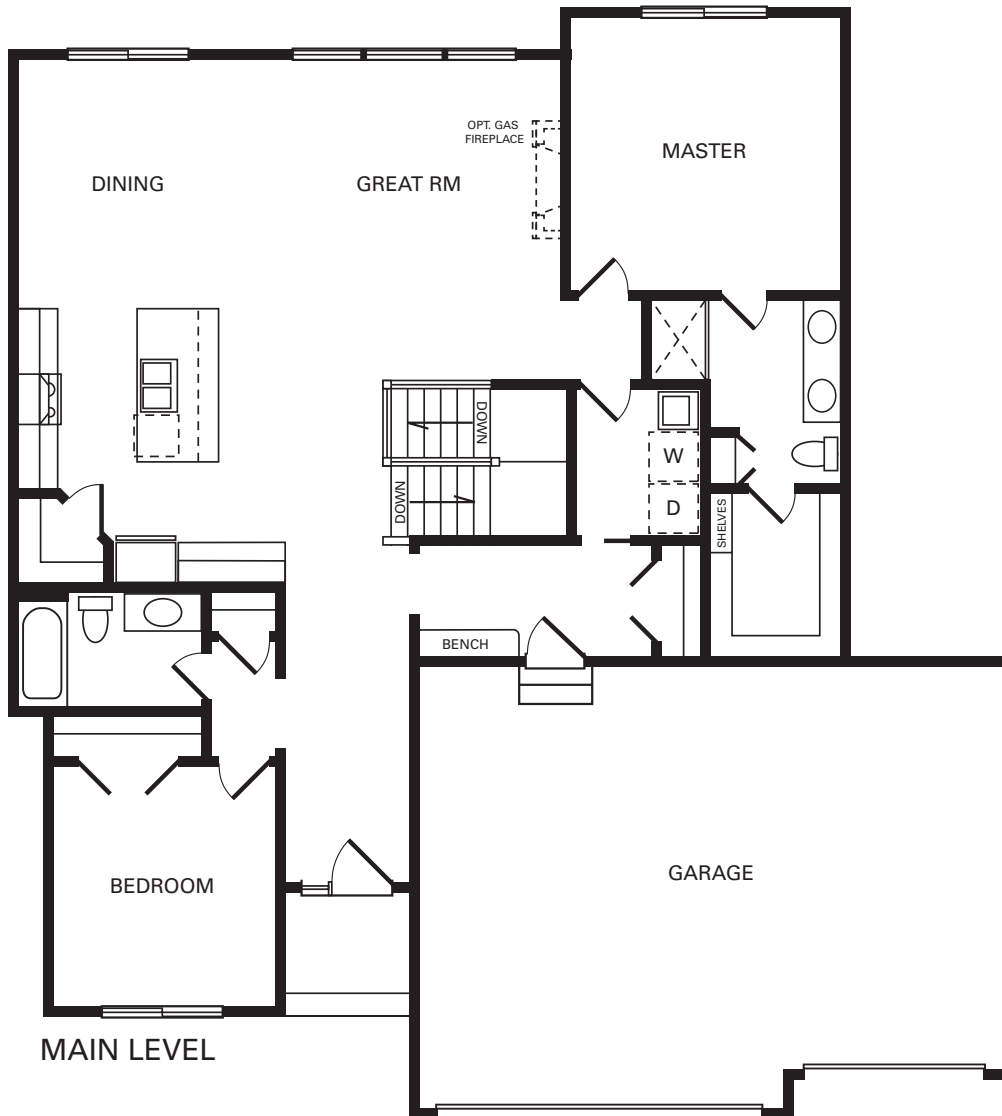 OPT. GAS
FIREPLACE
MASTER
DINING
GREAT RM
DOWN
W
DOWN
D
SHELVES
BENCH
GARAGE
BEDROOM
MAIN LEVEL